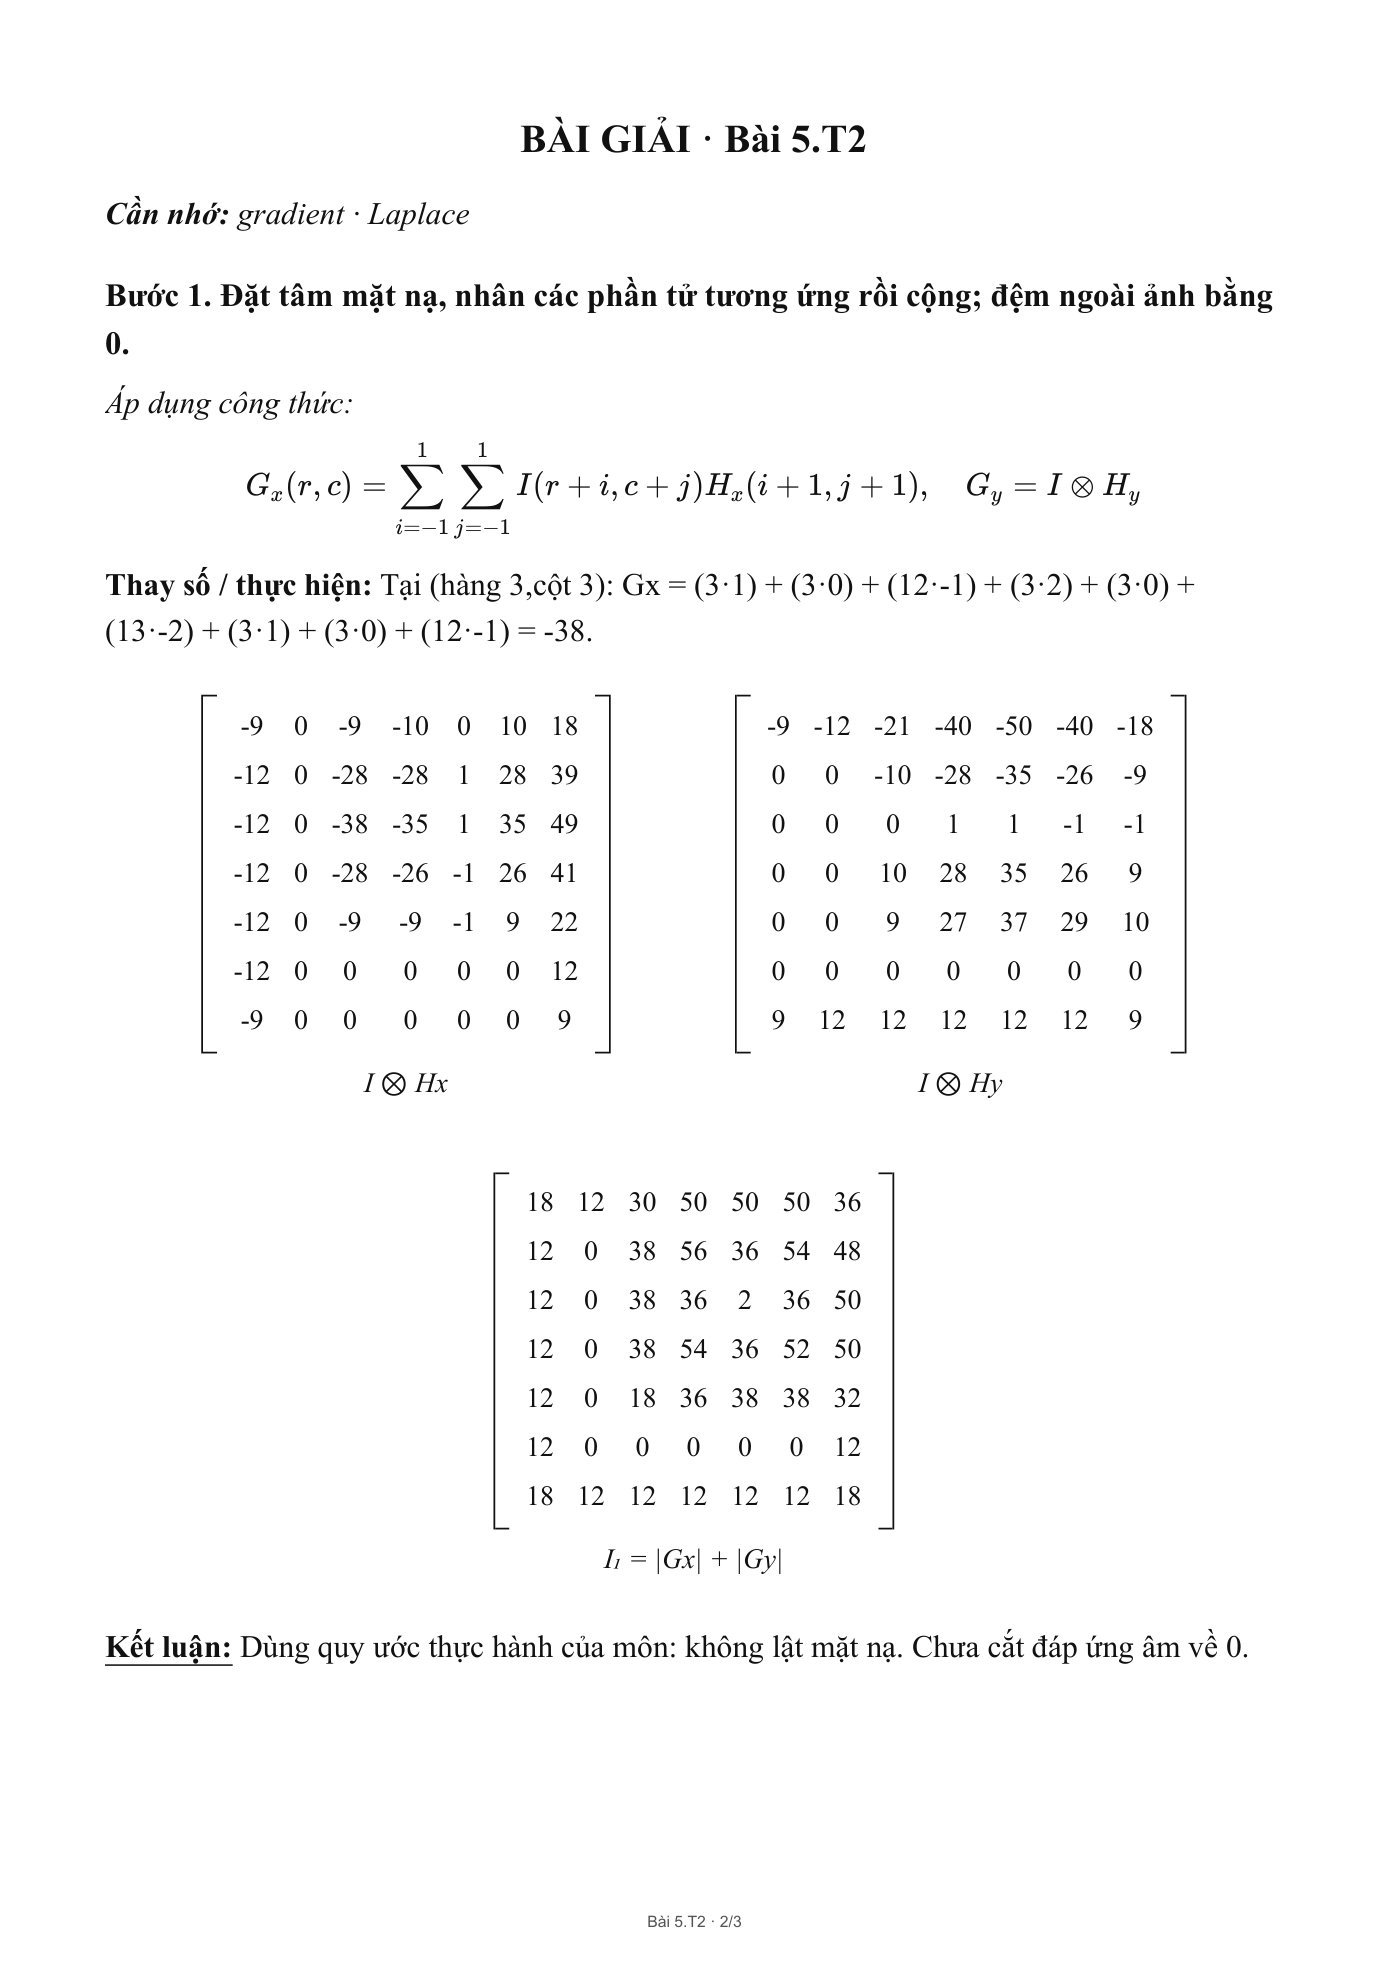 BÀI GIẢI · Bài 5.T2
Cần nhớ: gradient · Laplace
Bước 1. Đặt tâm mặt nạ, nhân các phần tử tương ứng rồi cộng; đệm ngoài ảnh bằng
0.
Áp dụng công thức:
G_x(r, c) = \sum_{i=-1}^{1} \sum_{j=-1}^{1} I(r + i, c + j)H_x(i + 1, j + 1), G_y = I ⊗ H_y
Thay số / thực hiện: Tại (hàng 3,cột 3): Gx = (3·1) + (3·0) + (12·-1) + (3·2) + (3·0) +
(13·-2) + (3·1) + (3·0) + (12·-1) = -38.
-9 0 -9 -10 0 10 18
-12 0 -28 -28 1 28 39
-12 0 -38 -35 1 35 49
-12 0 -28 -26 -1 26 41
-12 0 -9 -9 -1 9 22
-12 0 0 0 0 0 12
-9 0 0 0 0 0 9
I ⊗ Hx
-9 -12 -21 -40 -50 -40 -18
0 0 -10 -28 -35 -26 -9
0 0 0 1 1 -1 -1
0 0 10 28 35 26 9
0 0 9 27 37 29 10
0 0 0 0 0 0 0
9 12 12 12 12 12 9
I ⊗ Hy
18 12 30 50 50 50 36
12 0 38 56 36 54 48
12 0 38 36 2 36 50
12 0 38 54 36 52 50
12 0 18 36 38 38 32
12 0 0 0 0 0 12
18 12 12 12 12 12 18
I₁ = |Gx| + |Gy|
Kết luận: Dùng quy ước thực hành của môn: không lật mặt nạ. Chưa cắt đáp ứng âm về 0.
Bài 5.T2 · 2/3